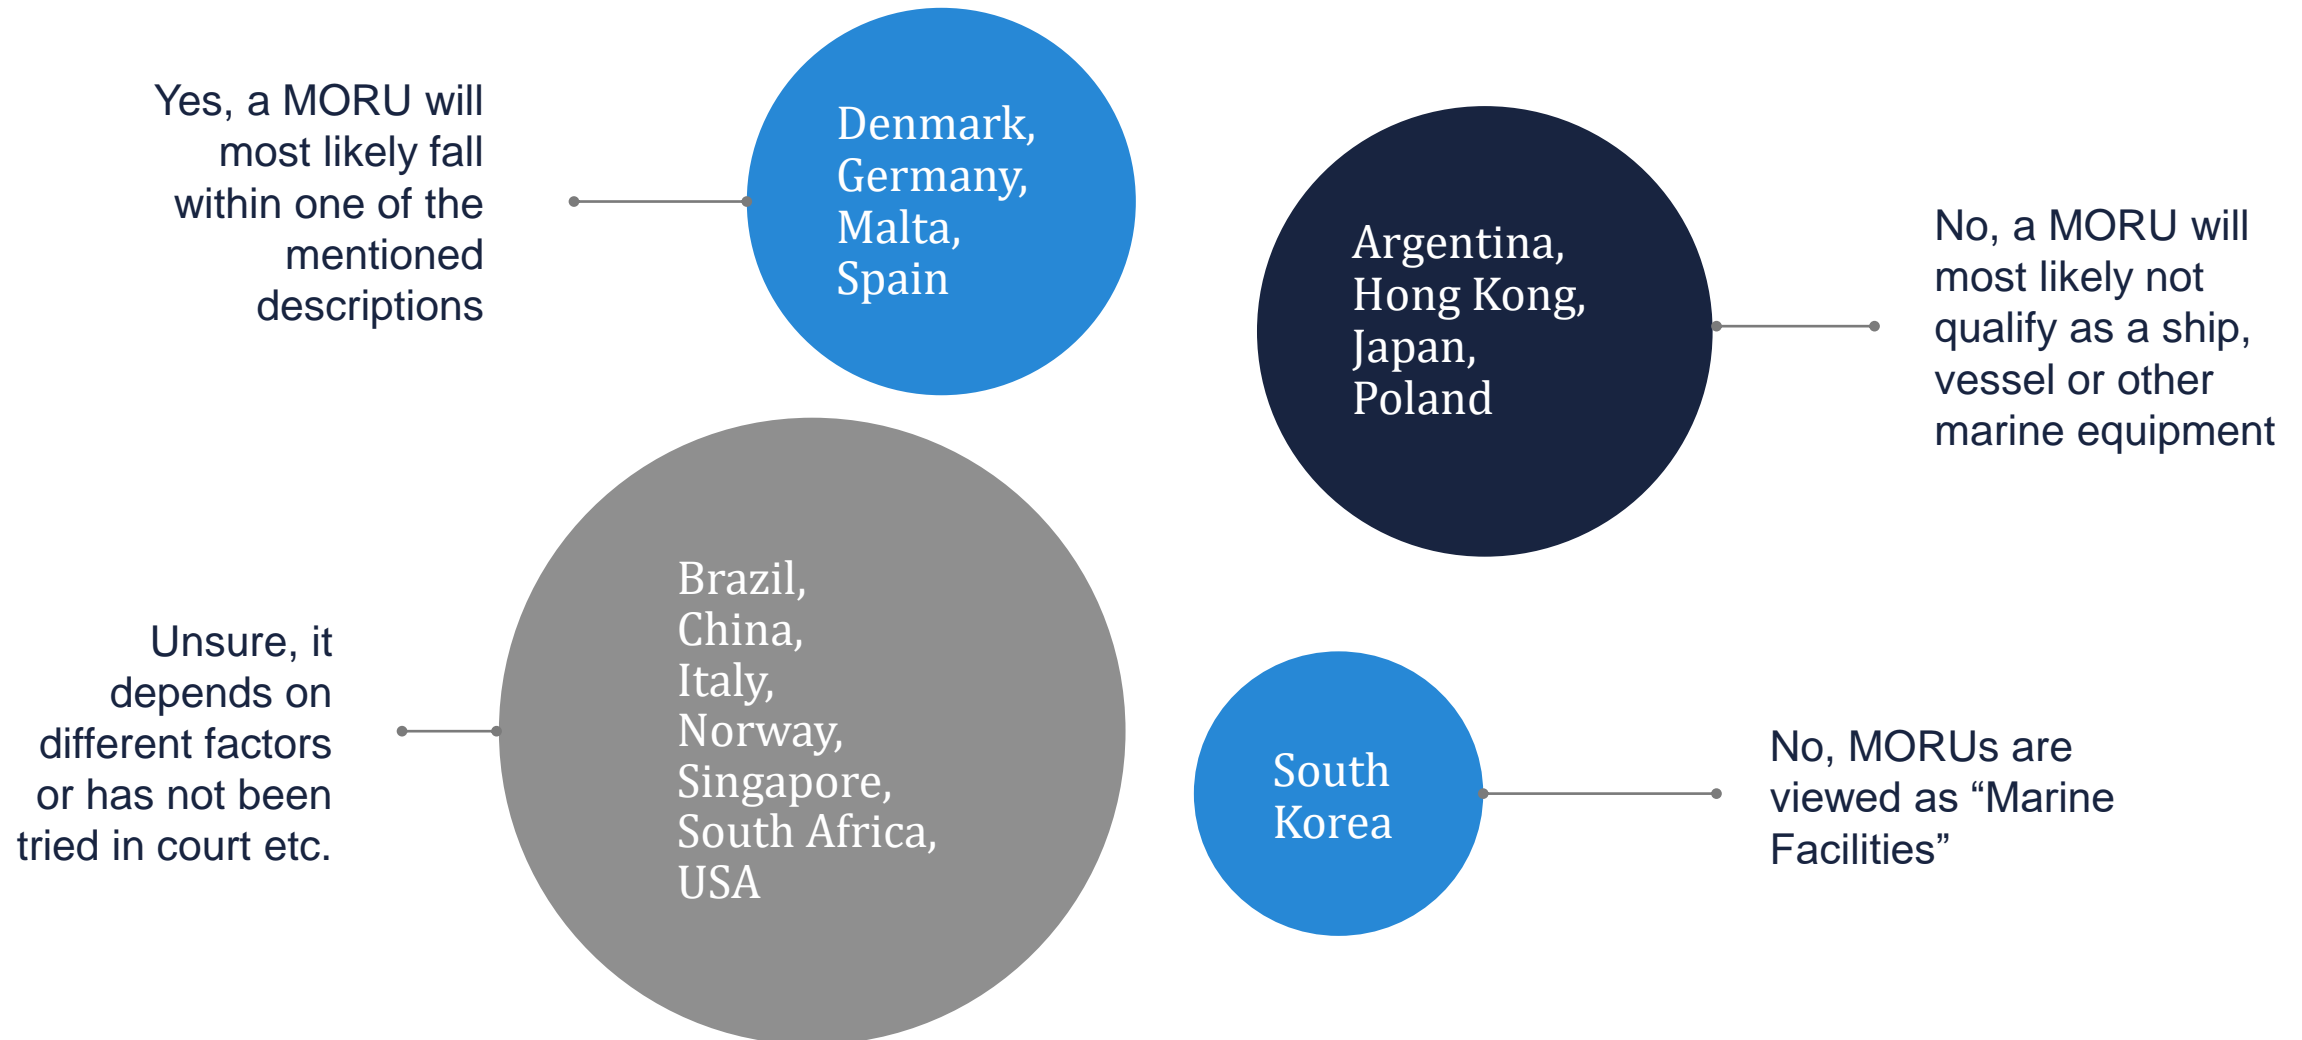 Yes, a MORU will
most likely fall
within one of the
mentioned
descriptions
Denmark,
Germany,
Malta,
Spain
Argentina,
Hong Kong,
Japan,
Poland
No, a MORU will
most likely not
qualify as a ship,
vessel or other
marine equipment
Unsure, it
depends on
different factors
or has not been
tried in court etc.
Brazil,
China,
Italy,
Norway,
Singapore,
South Africa,
USA
South
Korea
No, MORUs are
viewed as “Marine
Facilities”